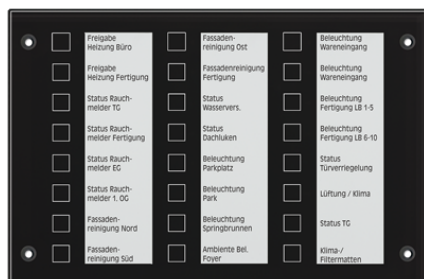 Freigabe
Heizung Büro
Freigabe
Heizung Fertigung
Status Rauch-
melder TG
Status Rauch-
melder Fertigung
Status Rauch-
melder EG
Status Rauch-
melder 1. OG
Fassaden-
reinigung Nord
Fassaden-
reinigung Süd
Fassaden-
reinigung Ost
Fassadenreinigung
Fertigung
Status
Wasservers.
Status
Dachluken
Beleuchtung
Parkplatz
Beleuchtung
Park
Beleuchtung
Springbrunnen
Ambiente Bel.
Foyer
Beleuchtung
Wareneingang
Beleuchtung
Wareneingang
Beleuchtung
Fertigung LB 1-5
Beleuchtung
Fertigung LB 6-10
Status
Türverriegelung
Lüftung / Klima
Status TG
Klima-/
Filtermatten